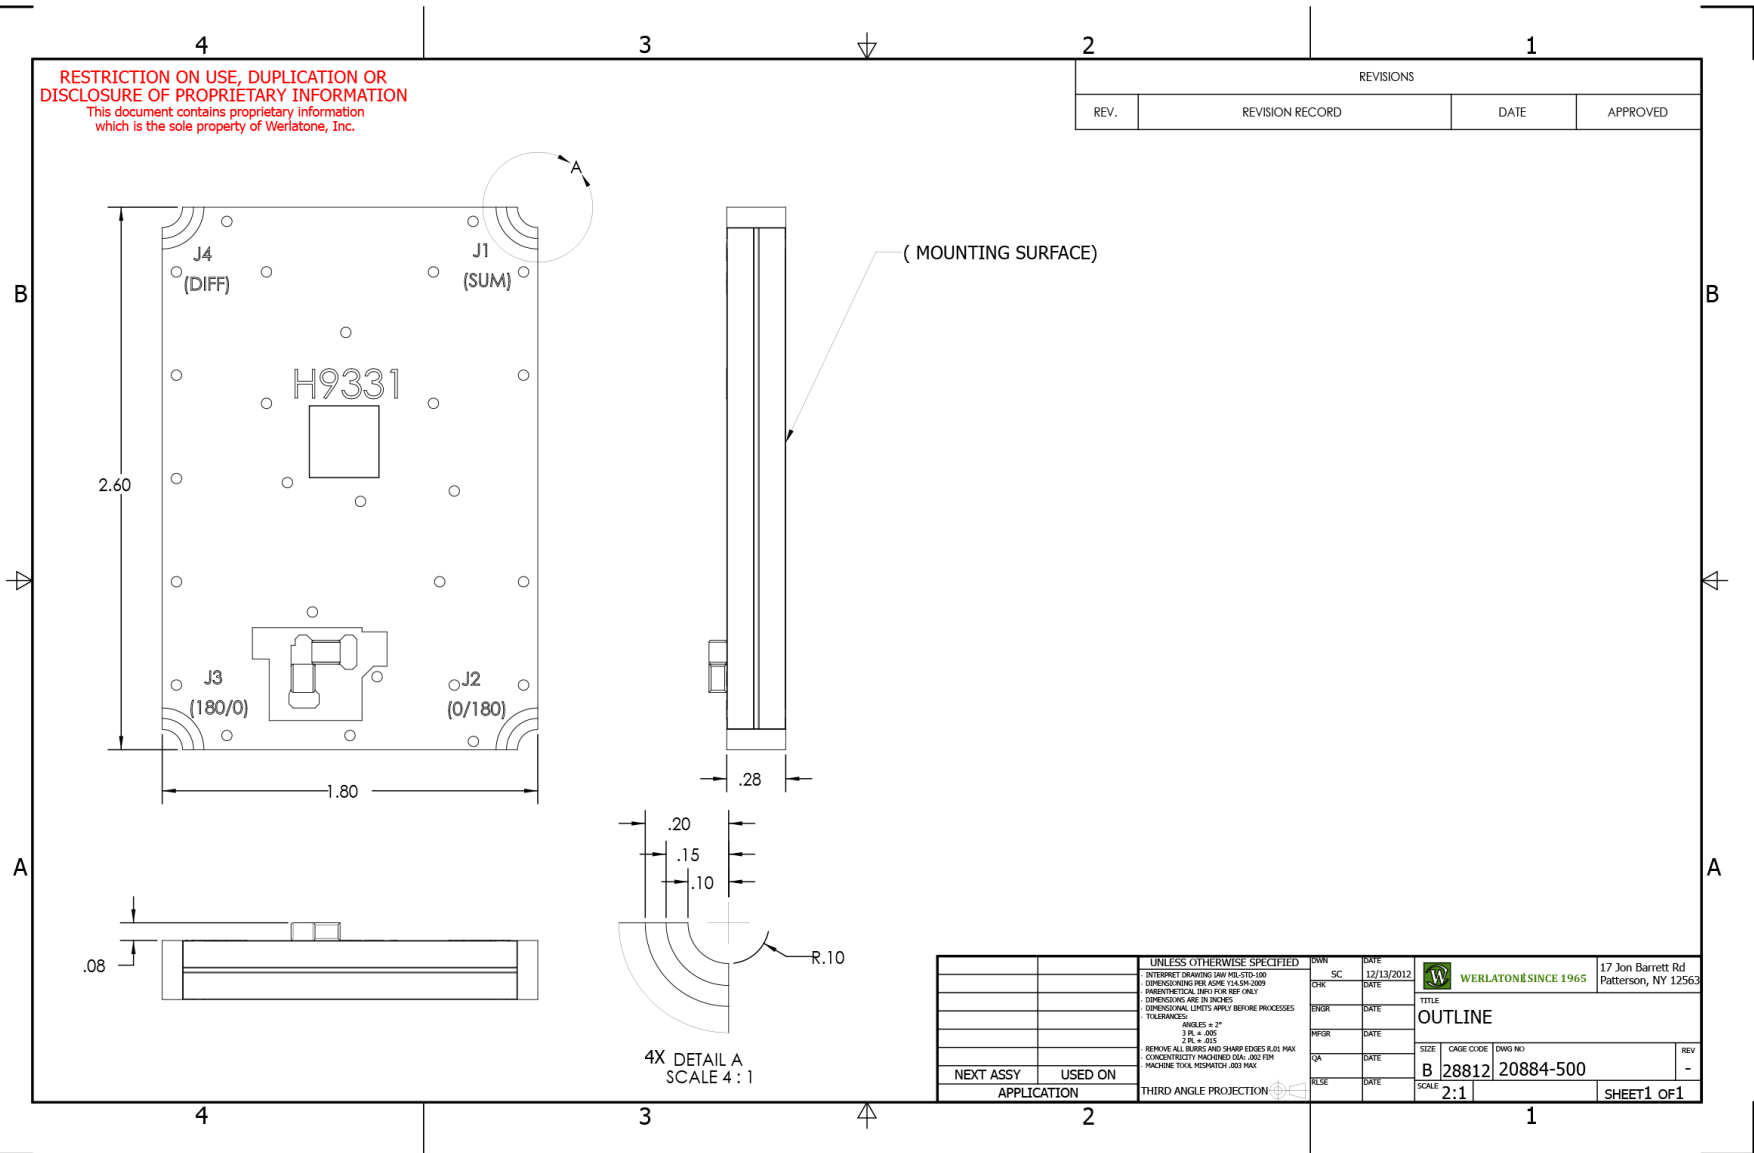 4 3 2 1
RESTRICTION ON USE, DUPLICATION OR
DISCLOSURE OF PROPRIETARY INFORMATION
This document contains proprietary information
which is the sole property of Werlatone, Inc.
REVISIONS
REV. REVISION RECORD DATE APPROVED
A
J4
(DIFF)
J1
(SUM)
( MOUNTING SURFACE)
B B
H9331
2.60
J3
(180/0)
J2
(0/180)
1.80
.28
.20
.15
.10
A A
R.10
.08
4X DETAIL A
SCALE 4 : 1
NEXT ASSY USED ON
APPLICATION
UNLESS OTHERWISE SPECIFIED
- INTERPRET DRAWING IAW MIL-STD-100
- DIMENSIONING PER ASME Y14.5M-2009
- PARENTHETICAL INFO FOR REF ONLY
- DIMENSIONS ARE IN INCHES
- DIMENSIONAL LIMITS APPLY BEFORE PROCESSES
- TOLERANCES:
ANGLES ± 2°
3 PL ± .005
2 PL ± .015
- REMOVE ALL BURRS AND SHARP EDGES R.01 MAX
- CONCENTRICITY MACHINED DIA: .002 FIM
- MACHINE TOOL MISMATCH .003 MAX
THIRD ANGLE PROJECTION
DWN DATE
SC 12/13/2012
CHK DATE
ENGR DATE
MFGR DATE
QA DATE
RLSE DATE
W WERLATONE SINCE 1965
17 Jon Barrett Rd
Patterson, NY 12563
TITLE
OUTLINE
SIZE CAGE CODE DWG NO REV
B 28812 20884-500 -
SCALE 2:1 SHEET1 OF1
4 3 2 1